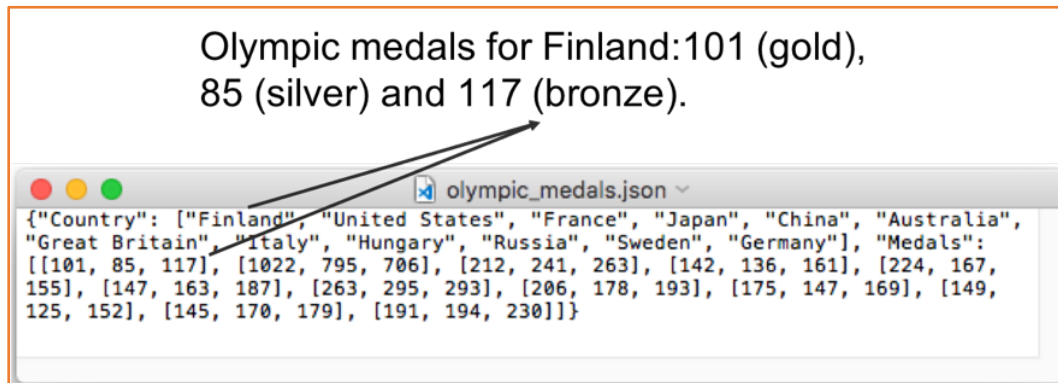 Olympic medals for Finland:101 (gold),
85 (silver) and 117 (bronze).
olympic_medals.json
{"Country": ["Finland", "United States", "France", "Japan", "China", "Australia",
"Great Britain", "Italy", "Hungary", "Russia", "Sweden", "Germany"], "Medals":
[[101, 85, 117], [1022, 795, 706], [212, 241, 263], [142, 136, 161], [224, 167,
155], [147, 163, 187], [263, 295, 293], [206, 178, 193], [175, 147, 169], [149,
125, 152], [145, 170, 179], [191, 194, 230]]}